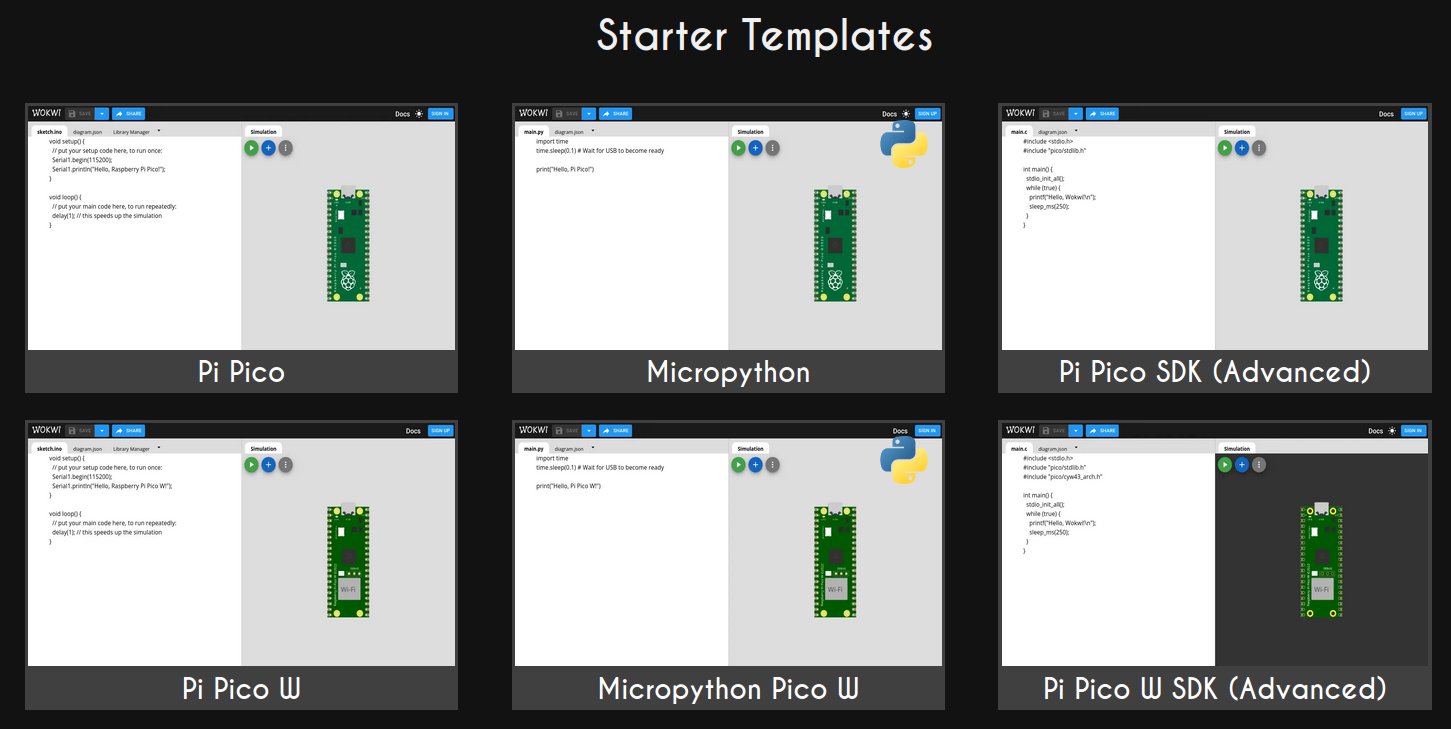 Starter Templates
WOKWI SAVE SHARE Docs SIGN IN
sketch.ino diagram.json Library Manager Simulation
void setup() {
// put your setup code here, to run once:
Serial1.begin(115200);
Serial1.println("Hello, Raspberry Pi Pico!");
}
void loop() {
// put your main code here, to run repeatedly:
delay(1); // this speeds up the simulation
}
Pi Pico
WOKWI SAVE SHARE Docs SIGN UP
main.py diagram.json Simulation
import time
time.sleep(0.1) # Wait for USB to become ready
print("Hello, Pi Pico!")
Micropython
WOKWI SAVE SHARE Docs SIGN UP
main.c diagram.json Simulation
#include <stdio.h>
#include "pico/stdlib.h"
int main() {
stdio_init_all();
while (true) {
printf("Hello, Wokwi!\n");
sleep_ms(250);
}
}
Pi Pico SDK (Advanced)
WOKWI SAVE SHARE Docs SIGN UP
sketch.ino diagram.json Library Manager Simulation
void setup() {
// put your setup code here, to run once:
Serial1.begin(115200);
Serial1.println("Hello, Raspberry Pi Pico W!");
}
void loop() {
// put your main code here, to run repeatedly:
delay(1); // this speeds up the simulation
}
Wi-Fi
Pi Pico W
WOKWI SAVE SHARE Docs SIGN IN
main.py diagram.json Simulation
import time
time.sleep(0.1) # Wait for USB to become ready
print("Hello, Pi Pico W!")
Wi-Fi
Micropython Pico W
WOKWI SAVE SHARE Docs SIGN IN
main.c diagram.json Simulation
#include <stdio.h>
#include "pico/stdlib.h"
#include "pico/cyw43_arch.h"
int main() {
stdio_init_all();
while (true) {
printf("Hello, Wokwi!\n");
sleep_ms(250);
}
}
Wi-Fi
Pi Pico W SDK (Advanced)